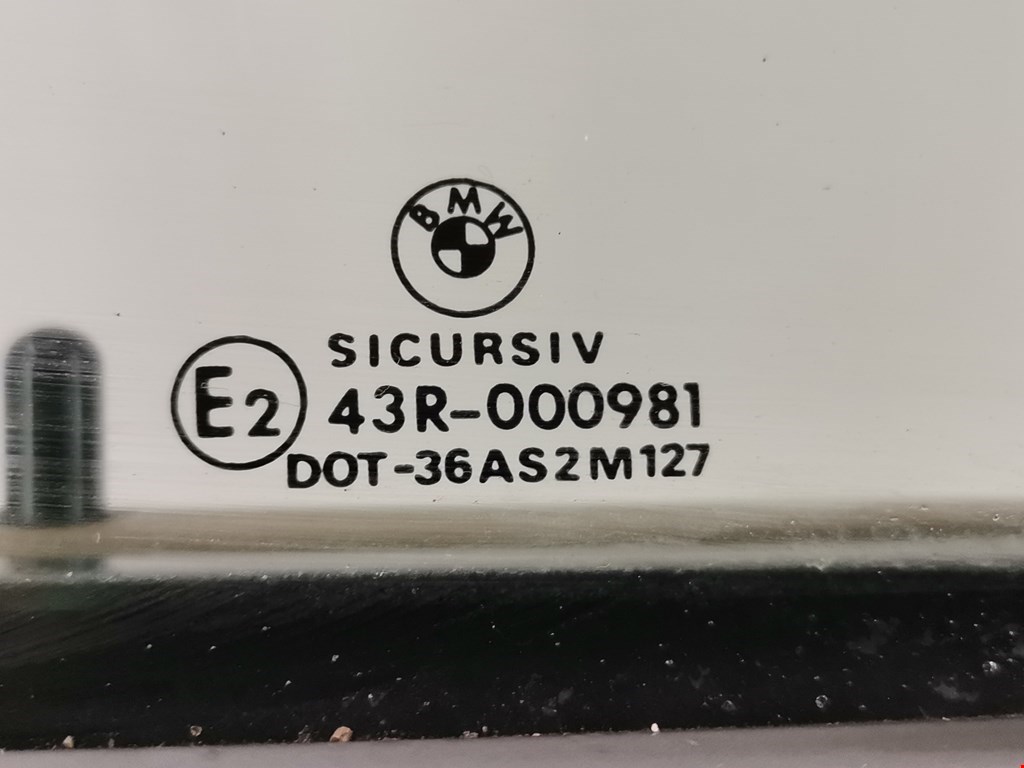 BMW
SICURSIV
E2 43R-000981
DOT-36AS2M127